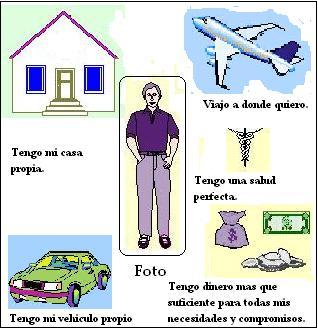 Viajo a donde quiero.
Tengo mi casa
propia.
Tengo una salud
perfecta.
Foto
Tengo dinero mas que
suficiente para todas mis
necesidades y compromisos.
Tengo mi vehiculo propio